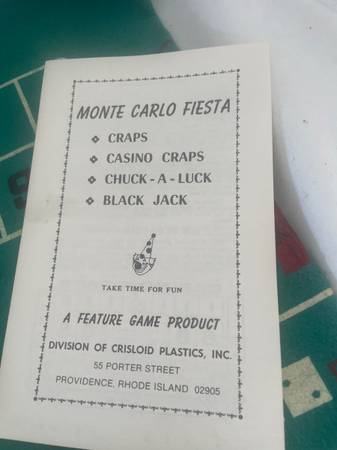 MONTE CARLO FIESTA
CRAPS
CASINO CRAPS
CHUCK-A-LUCK
BLACK JACK
TAKE TIME FOR FUN
A FEATURE GAME PRODUCT
DIVISION OF CRISLOID PLASTICS, INC.
55 PORTER STREET
PROVIDENCE, RHODE ISLAND 02905